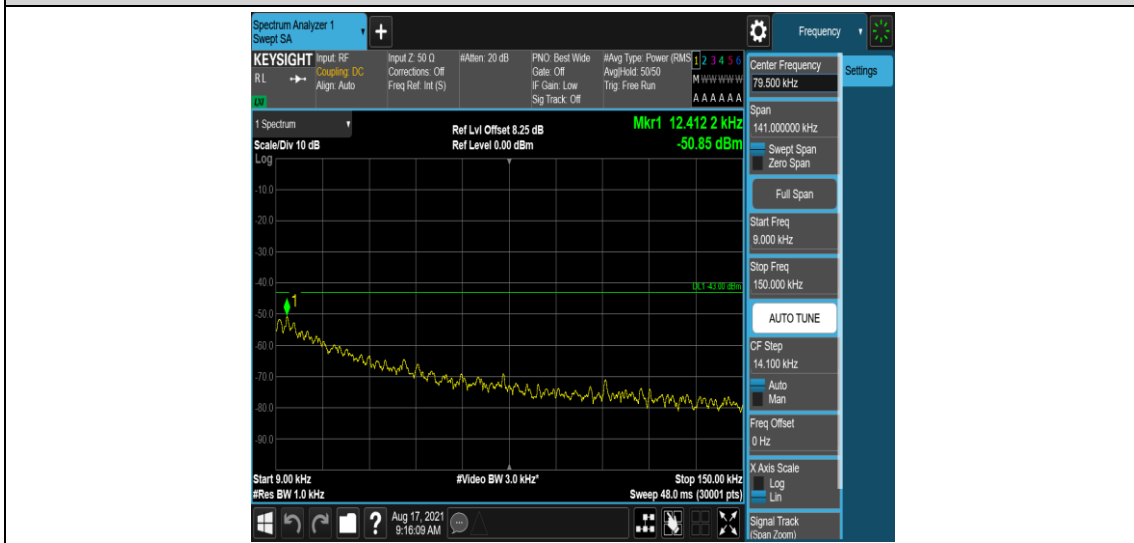 Spectrum Analyzer 1
Swept SA
+
Frequency
KEYSIGHT Input: RF Input Z: 50 Ω #Atten: 20 dB PNO: Best Wide #Avg Type: Power (RMS 1 2 3 4 5 6
RL Coupling: DC Corrections: Off Gate: Off Avg|Hold: 50/50 M W W W W W
Align: Auto Freq Ref: Int (S) IF Gain: Low Trig: Free Run
Sig Track: Off A A A A A A
LXI
1 Spectrum
Ref Lvl Offset 8.25 dB
Mkr1 12.412 2 kHz
Scale/Div 10 dB
Ref Level 0.00 dBm
-50.85 dBm
Log
-10.0
-20.0
-30.0
-40.0
DL1 -43.00 dBm
1
-50.0
-60.0
-70.0
-80.0
-90.0
Start 9.00 kHz #Video BW 3.0 kHz* Stop 150.00 kHz
#Res BW 1.0 kHz Sweep 48.0 ms (30001 pts)
?
Aug 17, 2021
9:16:09 AM
Center Frequency
79.500 kHz
Settings
Span
141.000000 kHz
Swept Span
Zero Span
Full Span
Start Freq
9.000 kHz
Stop Freq
150.000 kHz
AUTO TUNE
CF Step
14.100 kHz
Auto
Man
Freq Offset
0 Hz
X Axis Scale
Log
Lin
Signal Track
(Span Zoom)